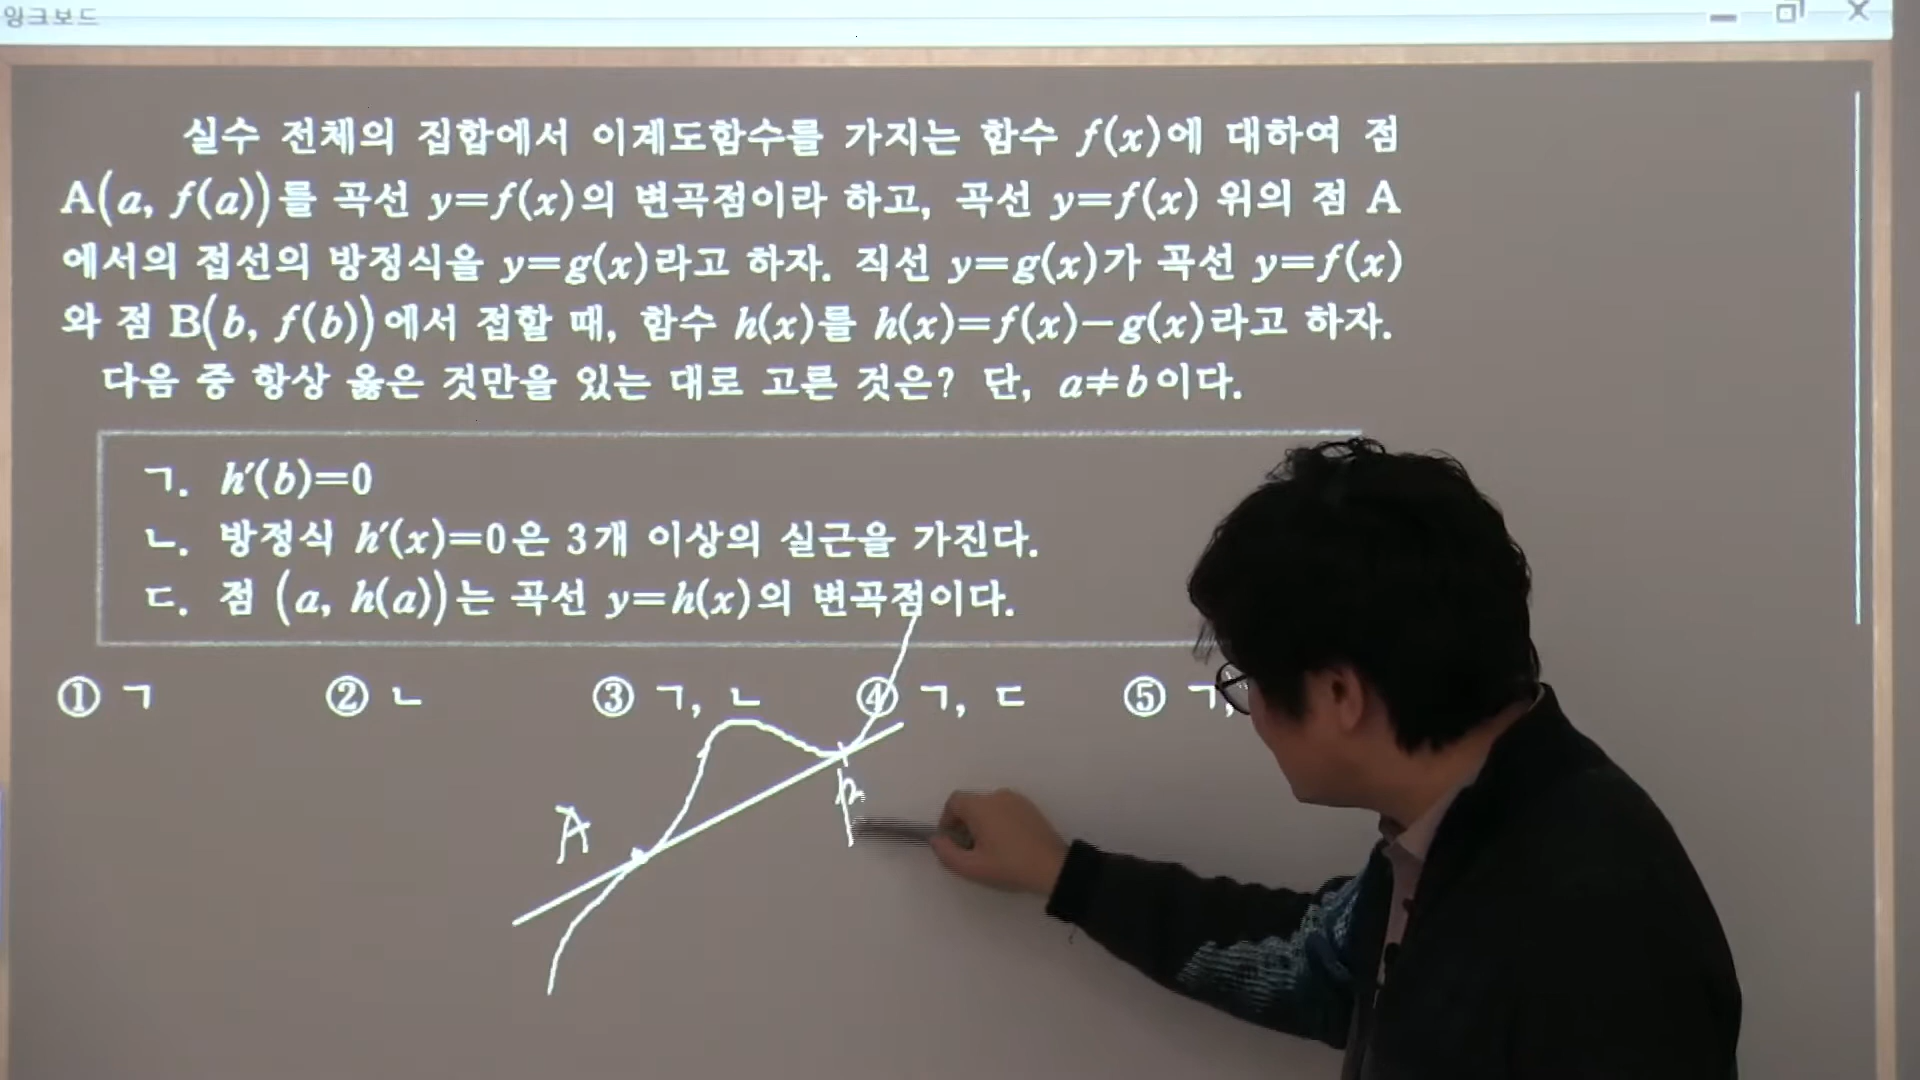 잉크보드
실수 전체의 집합에서 이계도함수를 가지는 함수 f(x)에 대하여 점
A(a, f(a))를 곡선 y=f(x)의 변곡점이라 하고, 곡선 y=f(x) 위의 점 A
에서의 접선의 방정식을 y=g(x)라고 하자. 직선 y=g(x)가 곡선 y=f(x)
와 점 B(b, f(b))에서 접할 때, 함수 h(x)를 h(x)=f(x)-g(x)라고 하자.
다음 중 항상 옳은 것만을 있는 대로 고른 것은? 단, a≠b이다.
ㄱ. h′(b)=0
ㄴ. 방정식 h′(x)=0은 3개 이상의 실근을 가진다.
ㄷ. 점 (a, h(a))는 곡선 y=h(x)의 변곡점이다.
① ㄱ ② ㄴ ③ ㄱ, ㄴ ④ ㄱ, ㄷ ⑤ ㄱ,
A